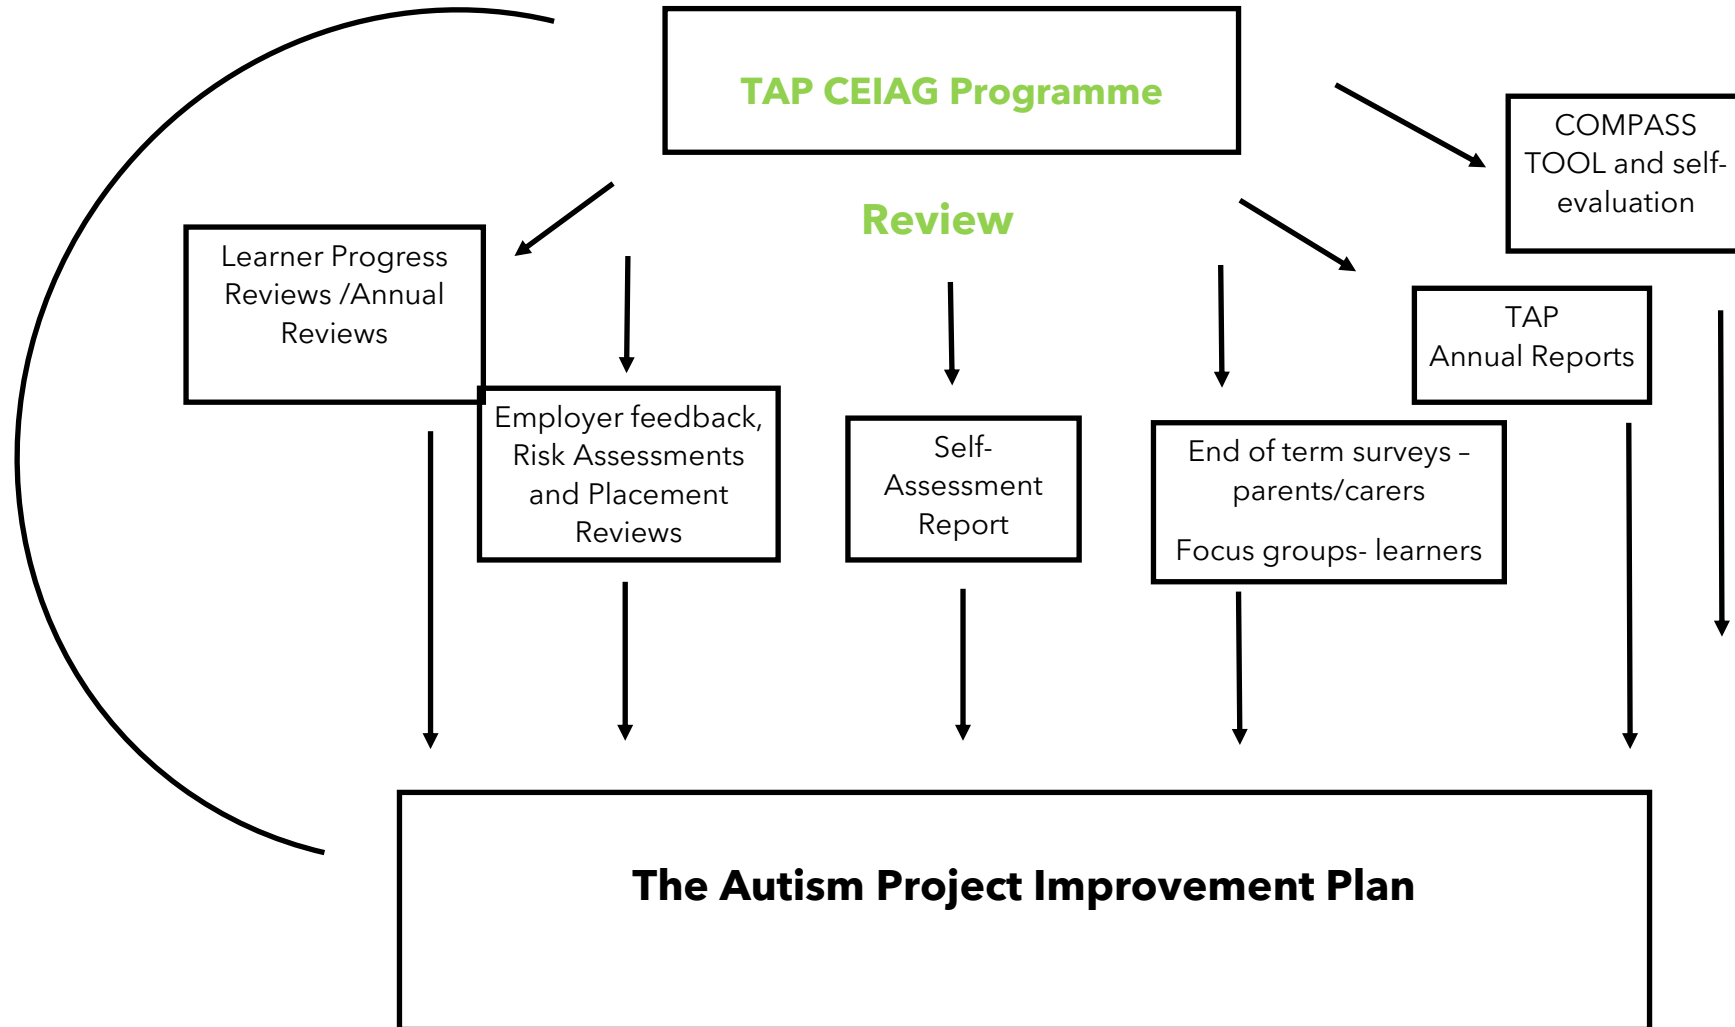 TAP CEIAG Programme
Review
COMPASS
TOOL and self-
evaluation
Learner Progress
Reviews /Annual
Reviews
TAP
Annual Reports
Employer feedback,
Risk Assessments
and Placement
Reviews
Self-
Assessment
Report
End of term surveys –
parents/carers
Focus groups- learners
The Autism Project Improvement Plan